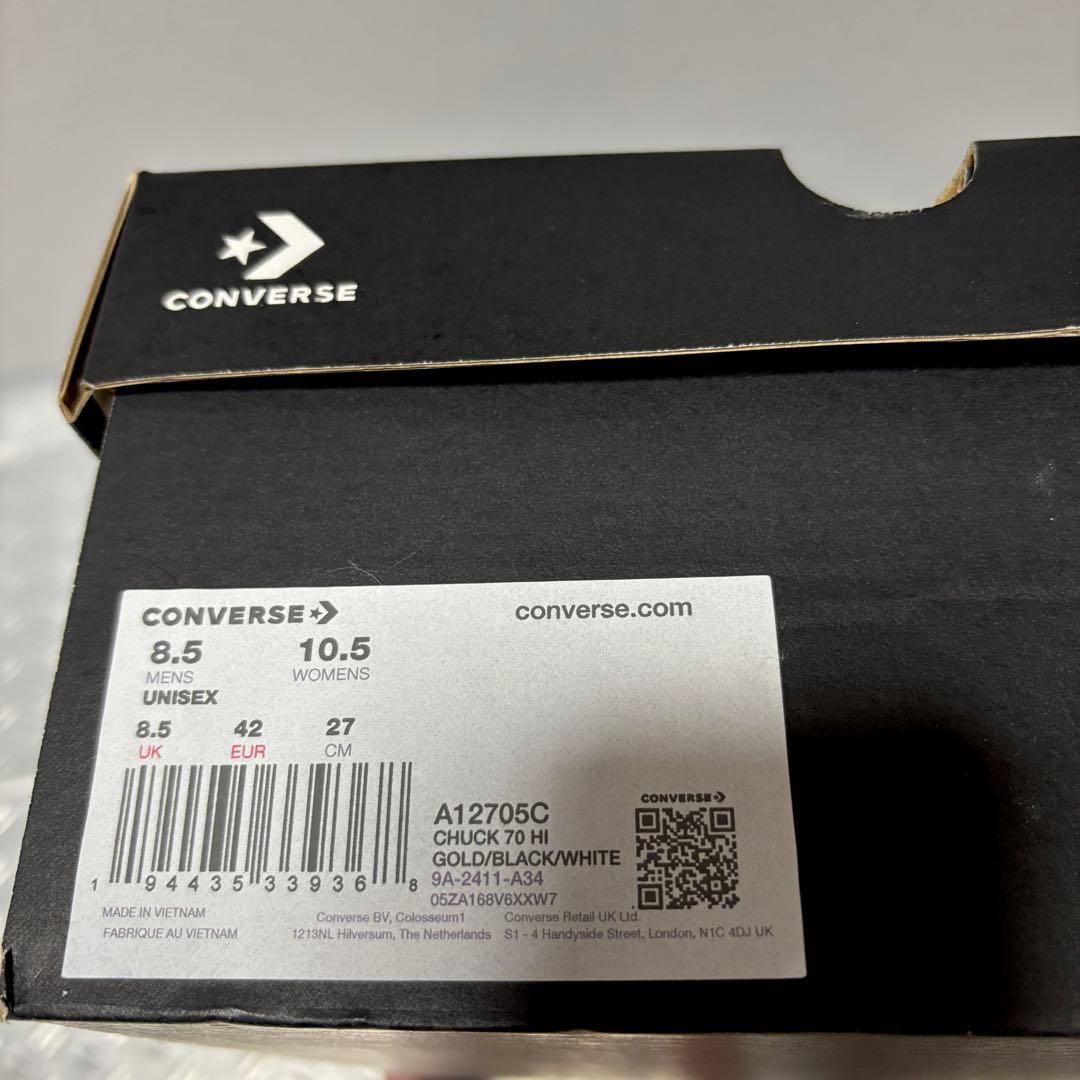 CONVERSE
CONVERSE
converse.com
8.5 10.5
MENS WOMENS
UNISEX
8.5 42 27
UK EUR CM
1 94435 33936 8
A12705C
CHUCK 70 HI
GOLD/BLACK/WHITE
9A-2411-A34
05ZA168V6XXW7
CONVERSE
MADE IN VIETNAM
FABRIQUE AU VIETNAM
Converse BV, Colosseum1
1213NL Hilversum, The Netherlands
Converse Retail UK Ltd.
S1 - 4 Handyside Street, London, N1C 4DJ UK